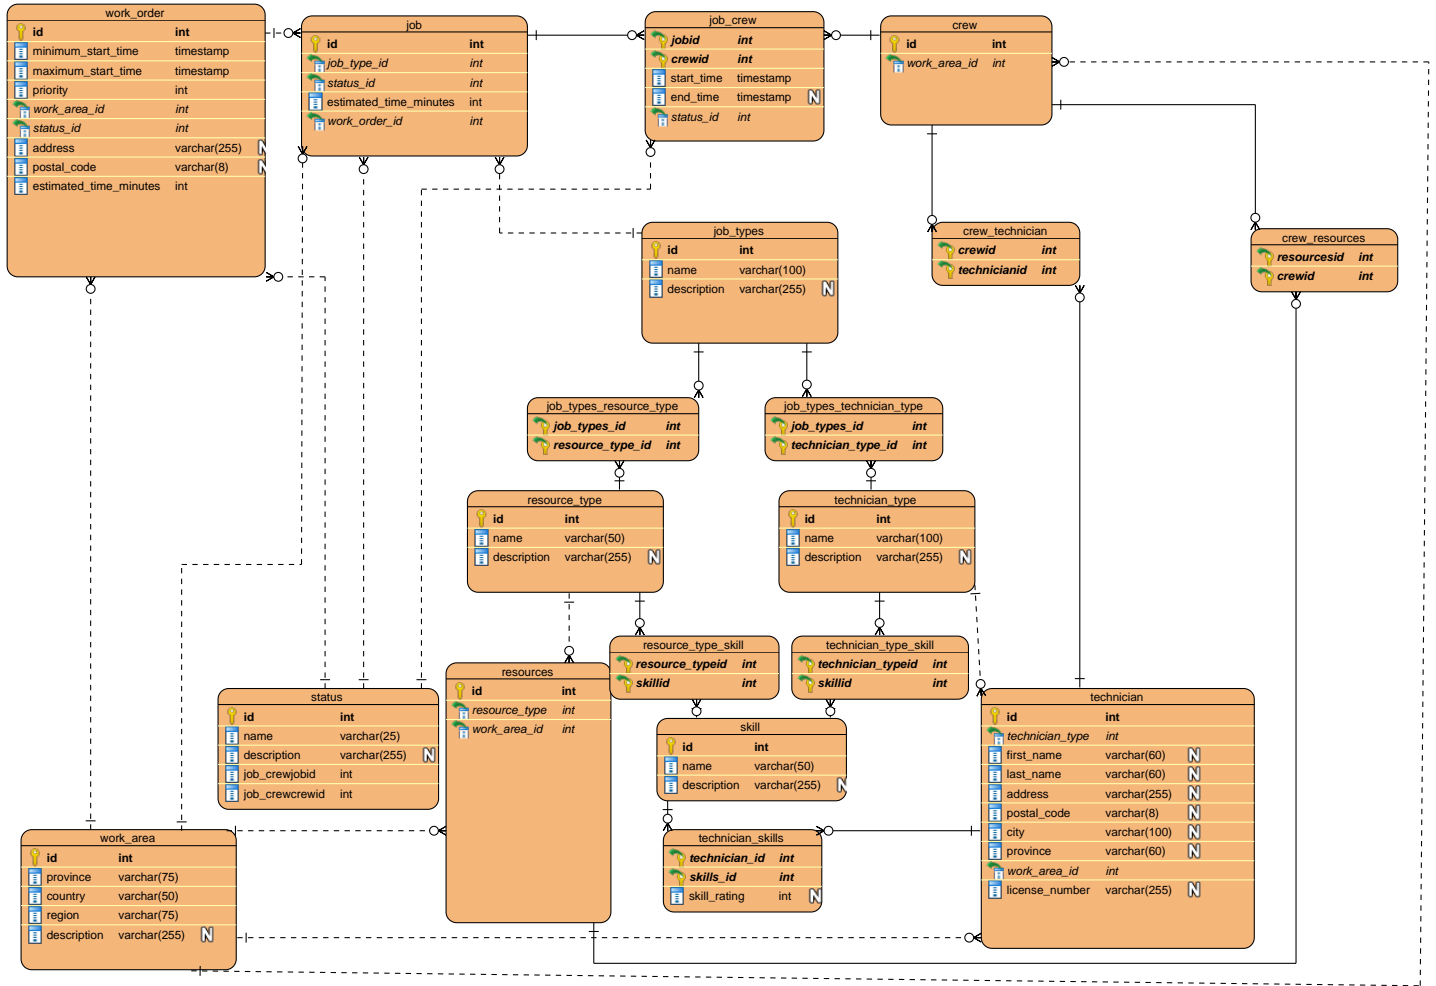 work_order
id int
minimum_start_time timestamp
maximum_start_time timestamp
priority int
work_area_id int
status_id int
address varchar(255) N
postal_code varchar(8) N
estimated_time_minutes int
job
id int
job_type_id int
status_id int
estimated_time_minutes int
work_order_id int
job_crew
jobid int
crewid int
start_time timestamp
end_time timestamp N
status_id int
crew
id int
work_area_id int
job_types
id int
name varchar(100)
description varchar(255) N
crew_technician
crewid int
technicianid int
crew_resources
resourcesid int
crewid int
job_types_resource_type
job_types_id int
resource_type_id int
job_types_technician_type
job_types_id int
technician_type_id int
resource_type
id int
name varchar(50)
description varchar(255) N
technician_type
id int
name varchar(100)
description varchar(255) N
resource_type_skill
resource_typeid int
skillid int
technician_type_skill
technician_typeid int
skillid int
resources
id int
resource_type int
work_area_id int
status
id int
name varchar(25)
description varchar(255) N
job_crewjobid int
job_crewcrewid int
skill
id int
name varchar(50)
description varchar(255) N
technician
id int
technician_type int
first_name varchar(60) N
last_name varchar(60) N
address varchar(255) N
postal_code varchar(8) N
city varchar(100) N
province varchar(60) N
work_area_id int
license_number varchar(255) N
work_area
id int
province varchar(75)
country varchar(50)
region varchar(75)
description varchar(255) N
technician_skills
technician_id int
skills_id int
skill_rating int N